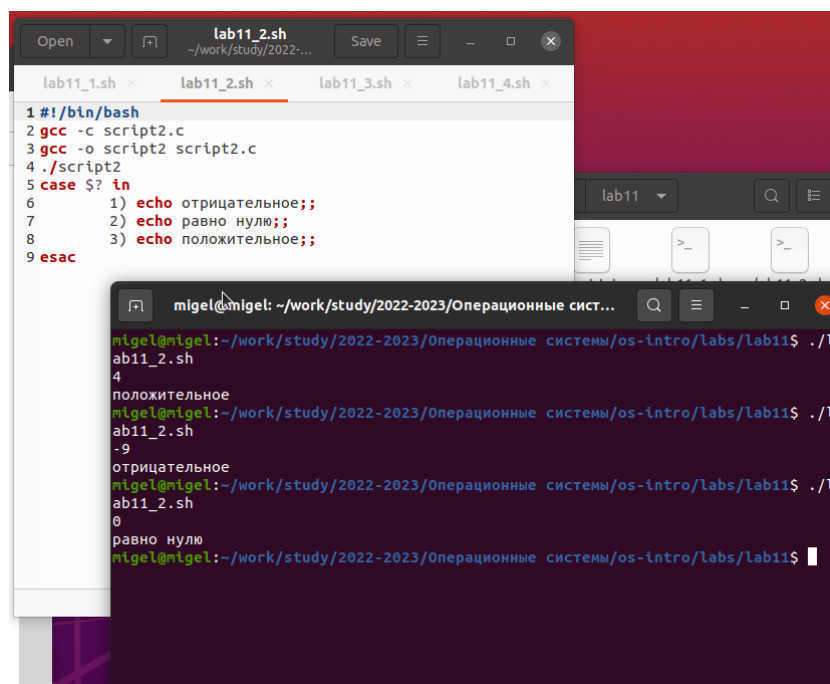 Open
lab11_2.sh
~/work/study/2022-...
Save
lab11_1.sh
lab11_2.sh
lab11_3.sh
lab11_4.sh
1 #!/bin/bash
2 gcc -c script2.c
3 gcc -o script2 script2.c
4 ./script2
5 case $? in
6 1) echo отрицательное;;
7 2) echo равно нулю;;
8 3) echo положительное;;
9 esac
lab11
migel@migel: ~/work/study/2022-2023/Операционные сист...
migel@migel:~/work/study/2022-2023/Операционные системы/os-intro/labs/lab11$ ./l
ab11_2.sh
4
положительное
migel@migel:~/work/study/2022-2023/Операционные системы/os-intro/labs/lab11$ ./l
ab11_2.sh
-9
отрицательное
migel@migel:~/work/study/2022-2023/Операционные системы/os-intro/labs/lab11$ ./l
ab11_2.sh
0
равно нулю
migel@migel:~/work/study/2022-2023/Операционные системы/os-intro/labs/lab11$